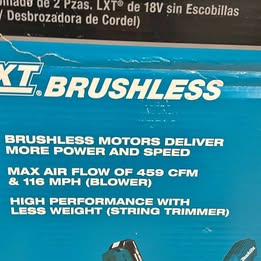 de 2 Pzas. LXT® de 18V sin Escobillas
/ Desbrozadora de Cordel)
XT® BRUSHLESS
BRUSHLESS MOTORS DELIVER
MORE POWER AND SPEED
MAX AIR FLOW OF 459 CFM
& 116 MPH (BLOWER)
HIGH PERFORMANCE WITH
LESS WEIGHT (STRING TRIMMER)